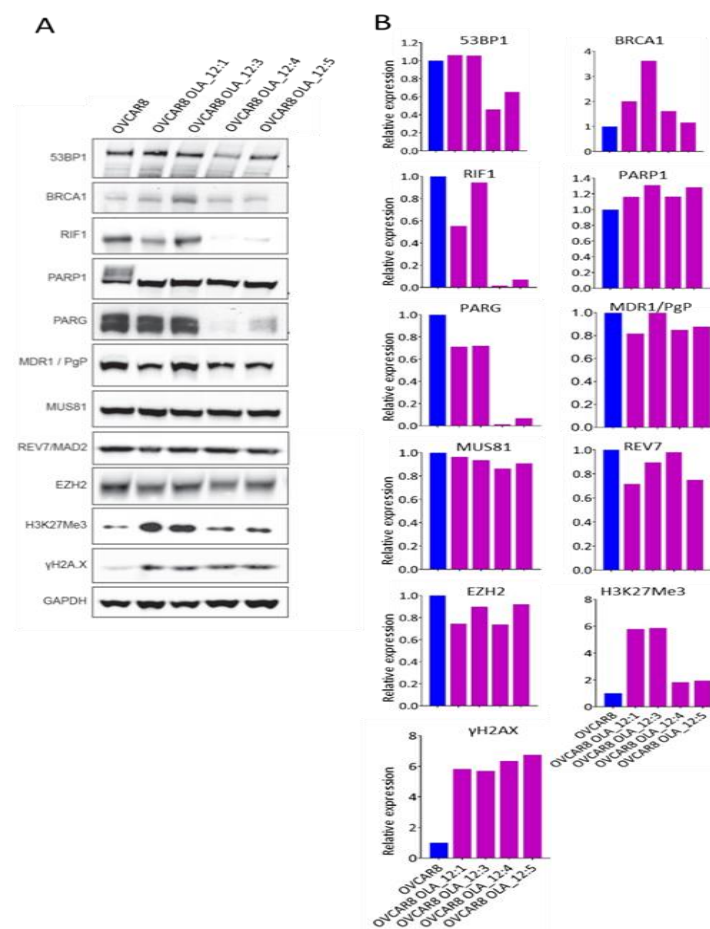 A
OVCAR8
OVCAR8 OLA_12:1
OVCAR8 OLA_12:3
OVCAR8 OLA_12:4
OVCAR8 OLA_12:5
53BP1
BRCA1
RIF1
PARP1
PARG
MDR1 / PgP
MUS81
REV7/MAD2
EZH2
H3K27Me3
γH2A.X
GAPDH
B
53BP1
Relative expression
1.2
1.0
0.8
0.6
0.4
0.2
0.0
BRCA1
4
3
2
1
0
RIF1
Relative expression
1.0
0.8
0.6
0.4
0.2
0.0
PARP1
1.4
1.2
1.0
0.8
0.6
0.4
0.2
0.0
PARG
Relative expression
1.0
0.8
0.6
0.4
0.2
0.0
MDR1/PgP
1.0
0.8
0.6
0.4
0.2
0.0
MUS81
Relative expression
1.0
0.8
0.6
0.4
0.2
0.0
REV7
1.0
0.8
0.6
0.4
0.2
0.0
EZH2
Relative expression
1.0
0.8
0.6
0.4
0.2
0.0
H3K27Me3
8
6
4
2
0
OVCAR8
OVCAR8 OLA_12:1
OVCAR8 OLA_12:3
OVCAR8 OLA_12:4
OVCAR8 OLA_12:5
γH2AX
Relative expression
8
6
4
2
0
OVCAR8
OVCAR8 OLA_12:1
OVCAR8 OLA_12:3
OVCAR8 OLA_12:4
OVCAR8 OLA_12:5